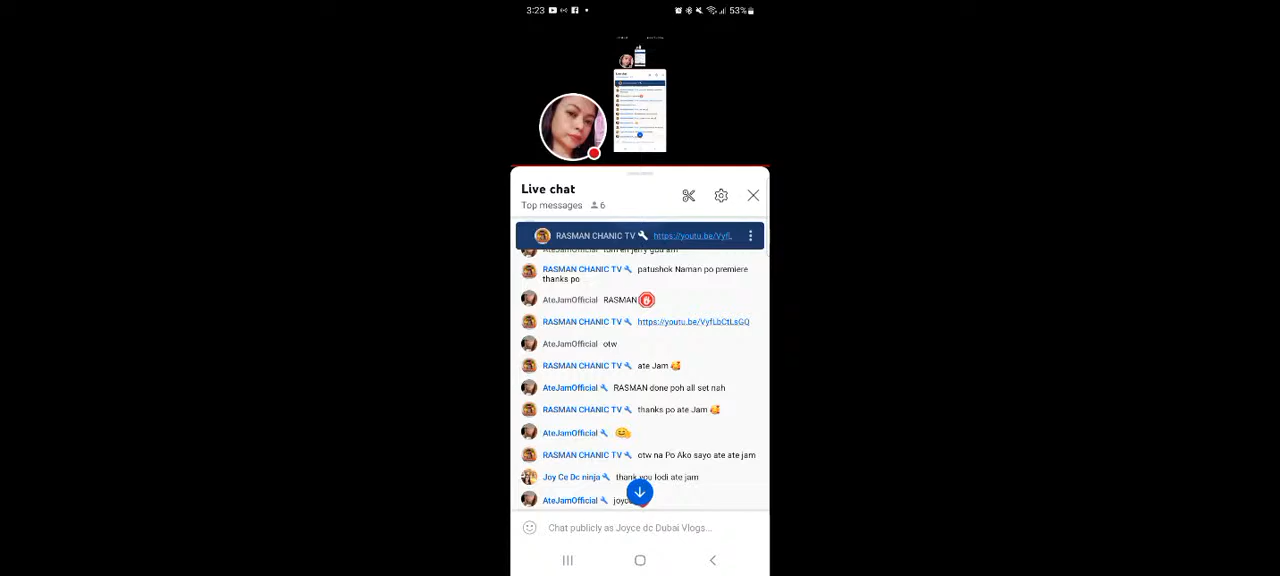 3:23 53%
Live chat
Top messages 6
RASMAN CHANIC TV https://youtu.be/Vyfl
RASMAN CHANIC TV patushok Naman po premiere
thanks po
AteJamOfficial RASMAN
RASMAN CHANIC TV https://youtu.be/VyfLbCtLsGQ
AteJamOfficial otw
RASMAN CHANIC TV ate Jam 🥰
AteJamOfficial RASMAN done poh all set nah
RASMAN CHANIC TV thanks po ate Jam 🥰
AteJamOfficial
RASMAN CHANIC TV otw na Po Ako sayo ate ate jam
Joy Ce Dc ninja thank you lodi ate jam
AteJamOfficial
Chat publicly as Joyce dc Dubai Vlogs...